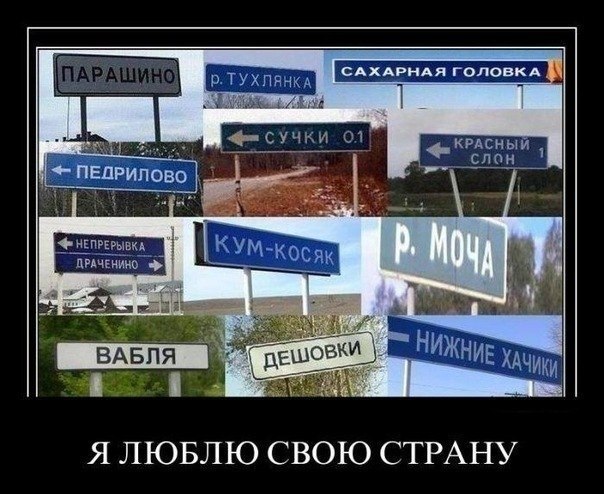 ПАРАШИНО
р. ТУХЛЯНКА
САХАРНАЯ ГОЛОВКА
ПЕДРИЛОВО
СУЧКИ 0.1
КРАСНЫЙ
СЛОН 1
НЕПРЕРЫВКА
ДРАЧЕНИНО
КУМ-КОСЯК
р. МОЧА
ВАБЛЯ
ДЕШОВКИ
НИЖНИЕ ХАЧИКИ
Я ЛЮБЛЮ СВОЮ СТРАНУ